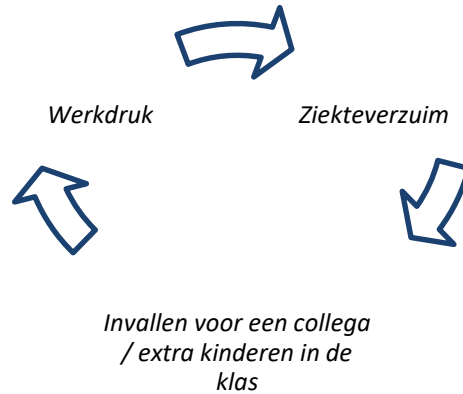 Werkdruk
Ziekteverzuim
Invallen voor een collega
/ extra kinderen in de
klas